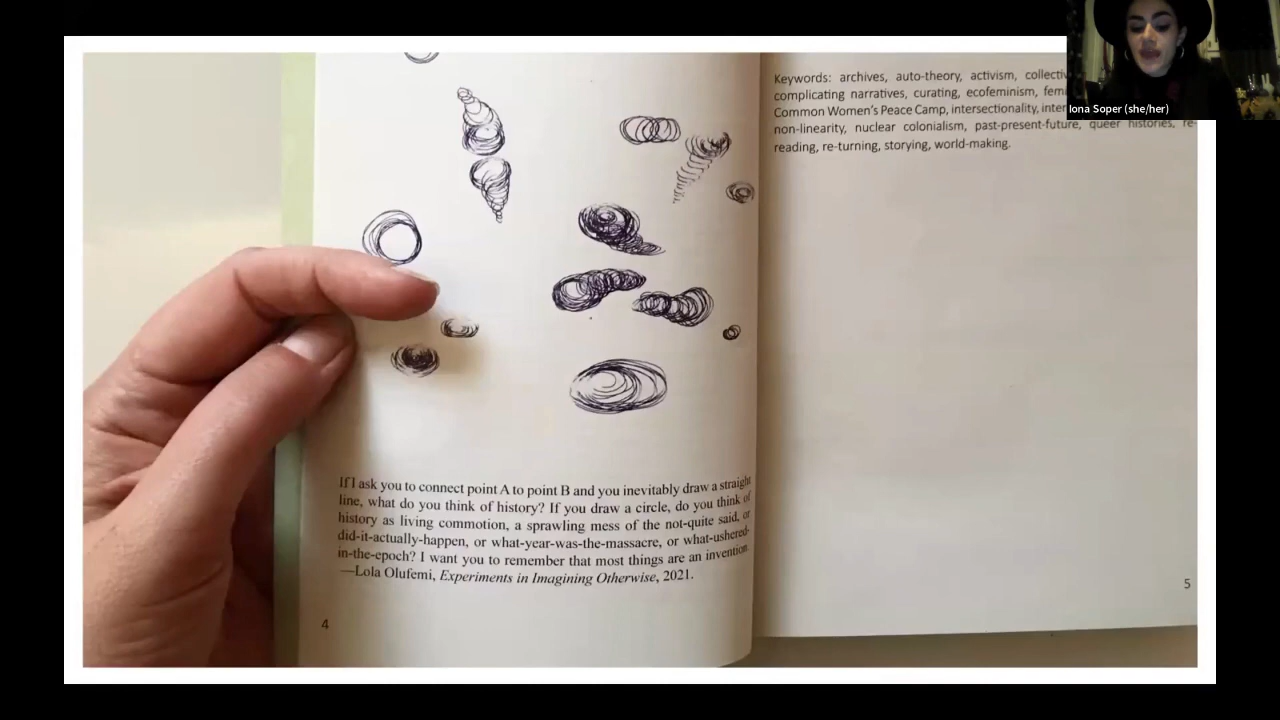 Keywords: archives, auto-theory, activism,
complicating narratives, curating, ecofeminism,
Common Women's Peace Camp, intersectionality,
non-linearity, nuclear colonialism, past-present-future, queer histories, re-
reading, re-turning, storying, world-making.
Iona Soper (she/her)
If I ask you to connect point A to point B and you inevitably draw a straight
line, what do you think of history? If you draw a circle, do you think of
history as living commotion, a sprawling mess of the not-quite said, or
did-it-actually-happen, or what-year-was-the-massacre, or what-ushered-
in-the-epoch? I want you to remember that most things are an invention.
—Lola Olufemi, Experiments in Imagining Otherwise, 2021.
4
5